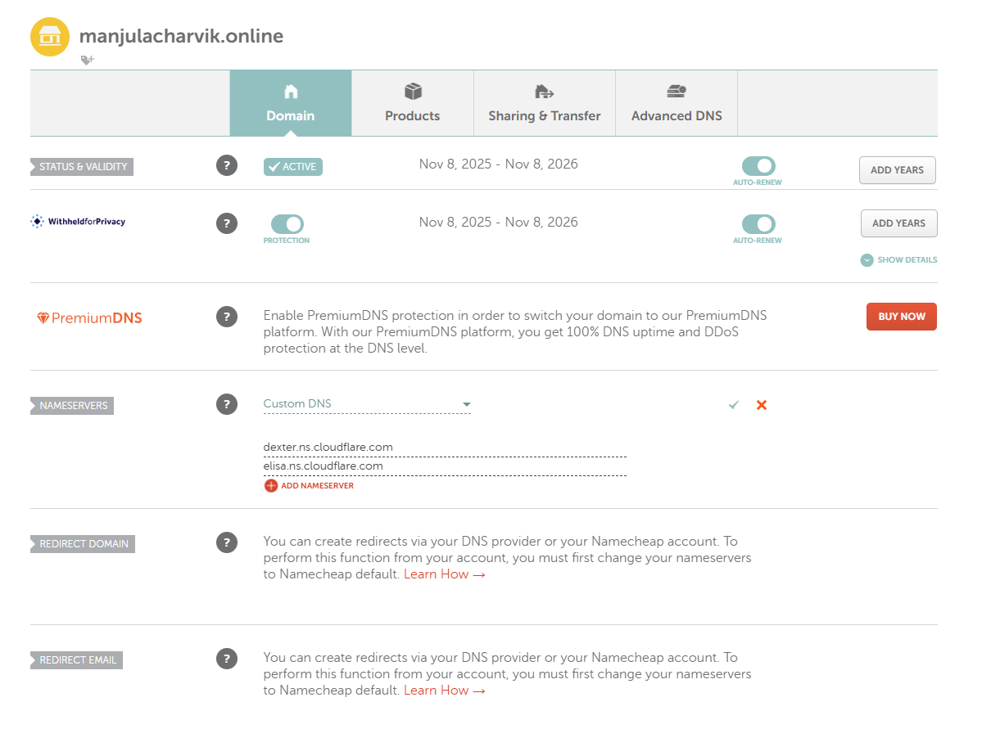 manjulacharvik.online
Domain
Products
Sharing & Transfer
Advanced DNS
STATUS & VALIDITY
?
ACTIVE
Nov 8, 2025 - Nov 8, 2026
AUTO-RENEW
ADD YEARS
WithheldforPrivacy
?
PROTECTION
Nov 8, 2025 - Nov 8, 2026
AUTO-RENEW
ADD YEARS
SHOW DETAILS
PremiumDNS
?
Enable PremiumDNS protection in order to switch your domain to our PremiumDNS
platform. With our PremiumDNS platform, you get 100% DNS uptime and DDoS
protection at the DNS level.
BUY NOW
NAMESERVERS
?
Custom DNS
dexter.ns.cloudflare.com
elisa.ns.cloudflare.com
ADD NAMESERVER
REDIRECT DOMAIN
?
You can create redirects via your DNS provider or your Namecheap account. To
perform this function from your account, you must first change your nameservers
to Namecheap default. Learn How →
REDIRECT EMAIL
?
You can create redirects via your DNS provider or your Namecheap account. To
perform this function from your account, you must first change your nameservers
to Namecheap default. Learn How →